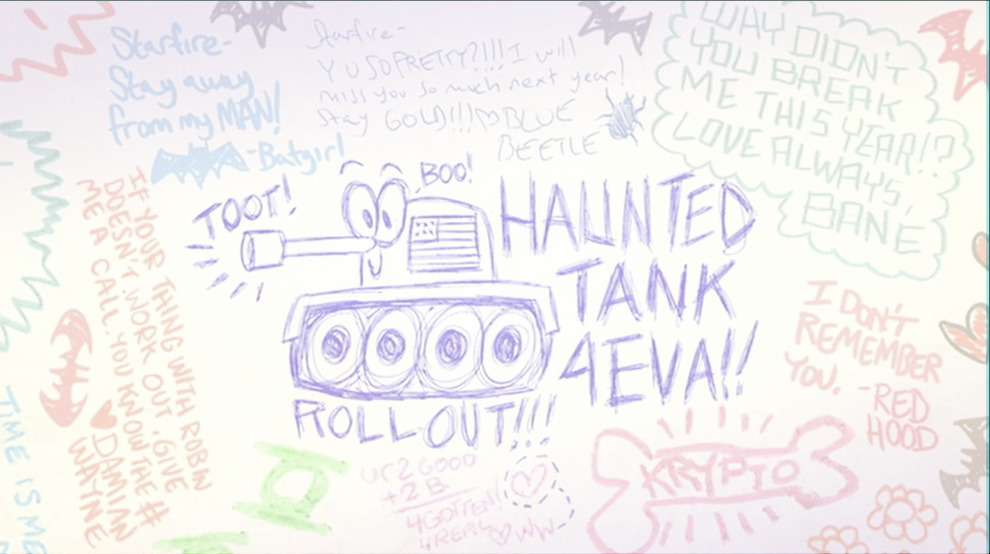 Starfire-
Stay away
from my MAN!
-Batgirl
Starfire-
Y U SO PRETTY?!!! I will
miss you so much next year!
Stay GOLD!!! BLUE
BEETLE
WAY DIDN'T
YOU BREAK
ME THIS YEAR!?
LOVE ALWAYS,
BANE
TOOT!
BOO!
HAUNTED
TANK
4EVA!!
ROLL OUT!!!
IF YOUR THING WITH ROBIN
DOESN'T WORK OUT, GIVE
ME A CALL. YOU KNOW THE #
DAMIAN
WAYNE
I DON'T
REMEMBER
YOU.
-RED
HOOD
UR 2 GOOD
+ 2 B
4GOTTEN!
4REAL WW
KRYPTO
TIME IS